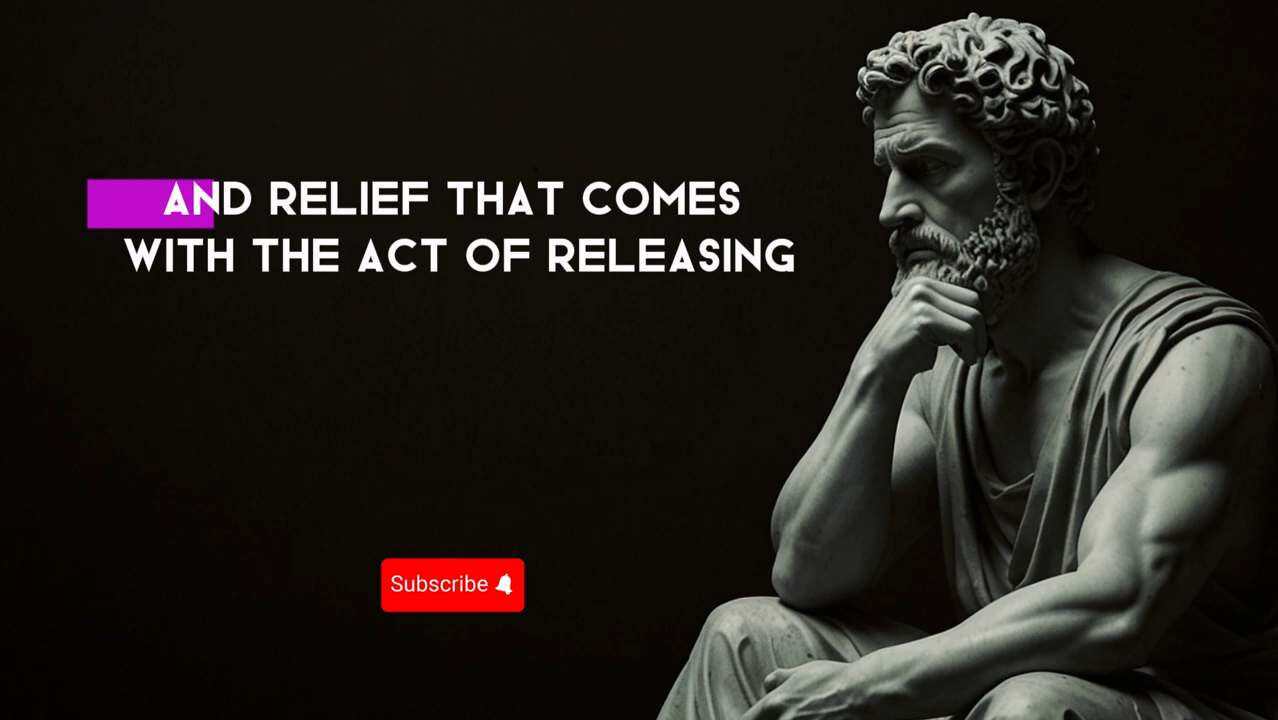 AND RELIEF THAT COMES
WITH THE ACT OF RELEASING
Subscribe